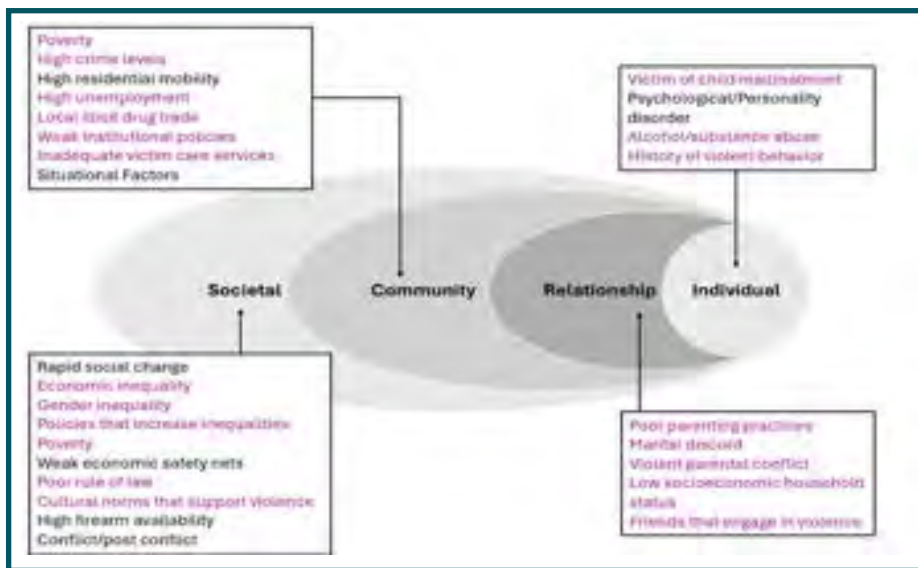 Poverty
High crime levels
High residential mobility
High unemployment
Local illicit drug trade
Weak institutional policies
Inadequate victim care services
Situational Factors
Victim of child maltreatment
Psychological/Personality
disorder
Alcohol/substance abuse
History of violent behavior
Societal
Community
Relationship
Individual
Rapid social change
Economic inequality
Gender inequality
Policies that increase inequalities
Poverty
Weak economic safety nets
Poor rule of law
Cultural norms that support violence
High firearm availability
Conflict/post conflict
Poor parenting practices
Marital discord
Violent parental conflict
Low socioeconomic household
status
Friends that engage in violence